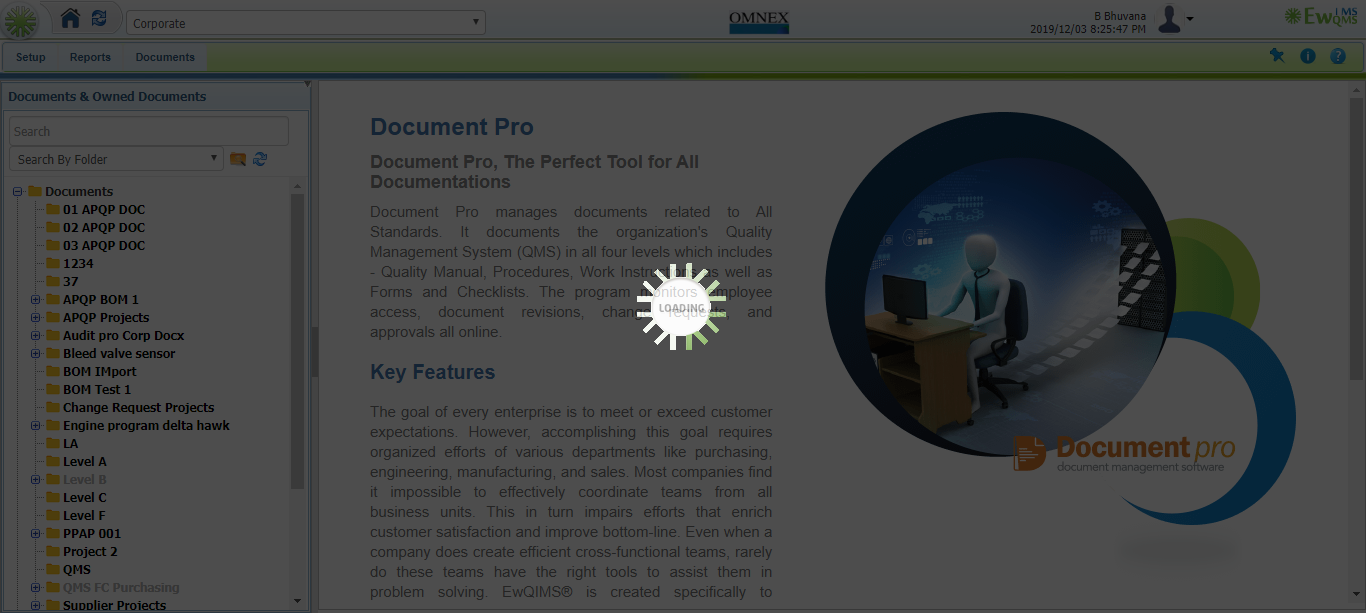 Corporate
OMNEX
B Bhuvana
2019/12/03 8:25:47 PM
EwQMS
IMS
Setup
Reports
Documents
Documents & Owned Documents
Search
Search By Folder
Documents
01 APQP DOC
02 APQP DOC
03 APQP DOC
1234
37
APQP BOM 1
APQP Projects
Audit pro Corp Docx
Bleed valve sensor
BOM IMport
BOM Test 1
Change Request Projects
Engine program delta hawk
LA
Level A
Level B
Level C
Level F
PPAP 001
Project 2
QMS
QMS FC Purchasing
Supplier Projects
Document Pro
Document Pro, The Perfect Tool for All
Documentations
Document Pro manages documents related to All
Standards. It documents the organization's Quality
Management System (QMS) in all four levels which includes
- Quality Manual, Procedures, Work Instructions as well as
Forms and Checklists. The program monitors employee
access, document revisions, change requests, and
approvals all online.
LOADING
Key Features
The goal of every enterprise is to meet or exceed customer
expectations. However, accomplishing this goal requires
organized efforts of various departments like purchasing,
engineering, manufacturing, and sales. Most companies find
it impossible to effectively coordinate teams from all
business units. This in turn impairs efforts that enrich
customer satisfaction and improve bottom-line. Even when a
company does create efficient cross-functional teams, rarely
do these teams have the right tools to assist them in
problem solving. EwQIMS® is created specifically to
Document pro
document management software